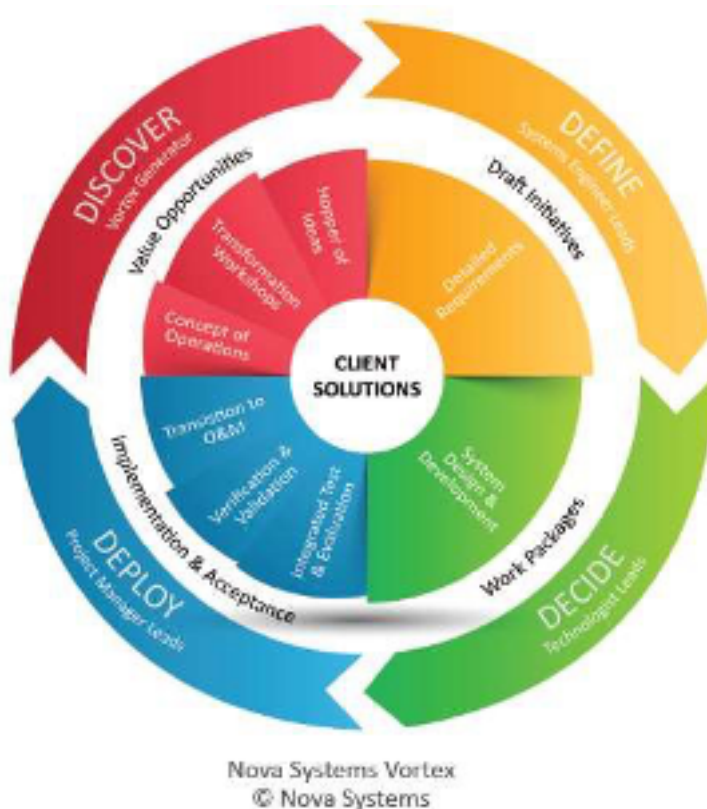 DISCOVER
Vortex Generator
Value Opportunities
Hopper of
Ideas
Transformation
Workshops
Concept of
Operations
DEFINE
Systems Engineer Leads
Draft Initiatives
Detailed
Requirements
CLIENT
SOLUTIONS
DECIDE
Technologist Leads
Work Packages
System
Design &
Development
DEPLOY
Project Manager Leads
Implementation & Acceptance
Integrated Test
& Evaluation
Verification &
Validation
Transition to
O&M
Nova Systems Vortex
© Nova Systems